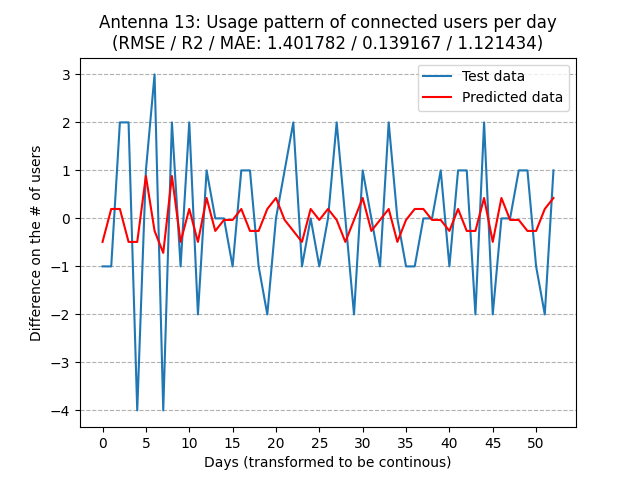 Antenna 13: Usage pattern of connected users per day
(RMSE / R2 / MAE: 1.401782 / 0.139167 / 1.121434)
Test data
Predicted data
Difference on the # of users
3
2
1
0
−1
−2
−3
−4
0 5 10 15 20 25 30 35 40 45 50
Days (transformed to be continous)